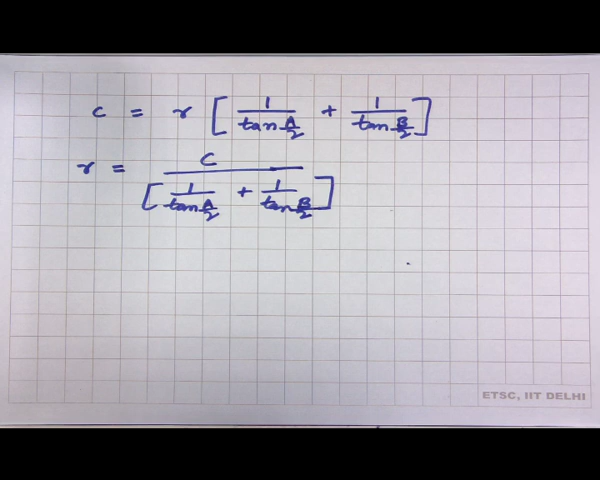 c = r [ 1/tan A/2 + 1/tan B/2 ]
r = c / [ 1/tan A/2 + 1/tan B/2 ]
ETSC, IIT DELHI